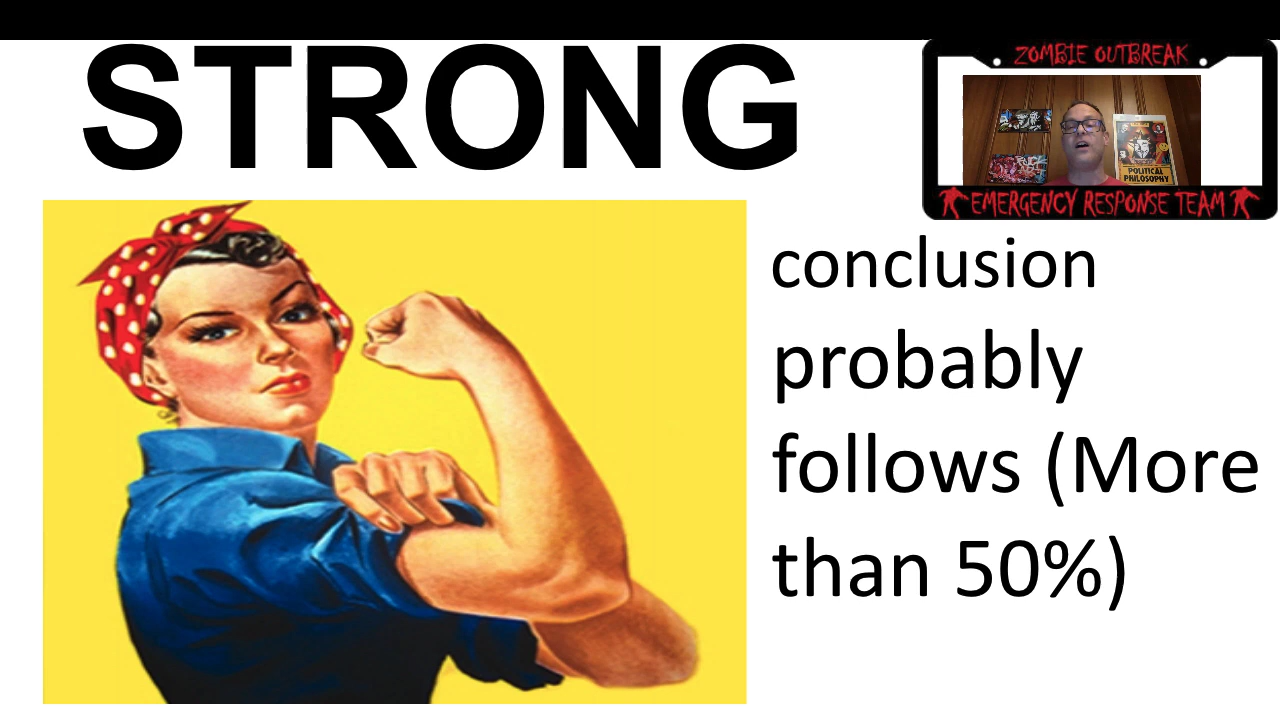 STRONG
ZOMBIE OUTBREAK
POLITICAL
PHILOSOPHY
EMERGENCY RESPONSE TEAM
conclusion
probably
follows (More
than 50%)